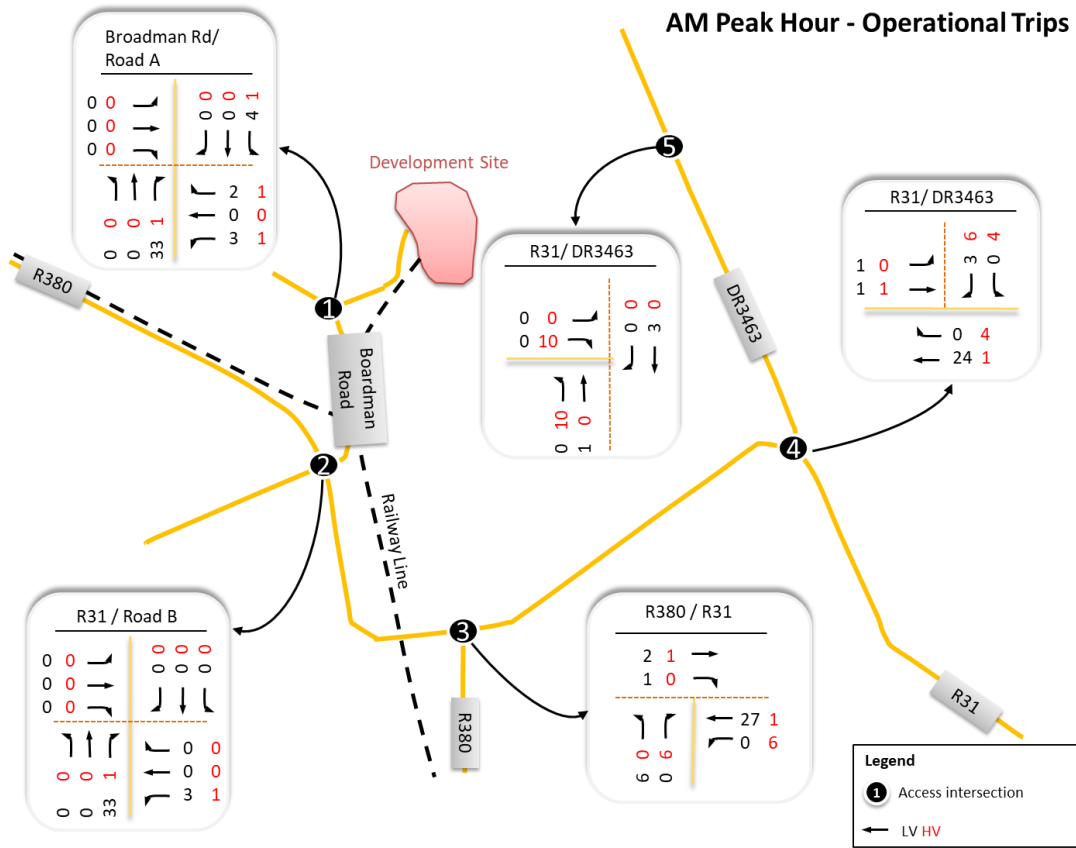 AM Peak Hour - Operational Trips
Broadman Rd/
Road A
0 0
0 0
0 0
0 0 1
0 0 4
0 0 1
0 0 33
2 1
0 0
3 1
Development Site
R380
1
Boardman
Road
2
Railway Line
5
DR3463
R31/ DR3463
0 0
0 10
0 0
0 3
10 0
0 1
R31/ DR3463
1 0
1 1
6 4
3 0
0 4
24 1
4
R31
3
R380
R31 / Road B
0 0
0 0
0 0
0 0 0
0 0 0
0 0 1
0 0 33
0 0
0 0
3 1
R380 / R31
2 1
1 0
0 6
6 0
27 1
0 6
Legend
1 Access intersection
LV HV